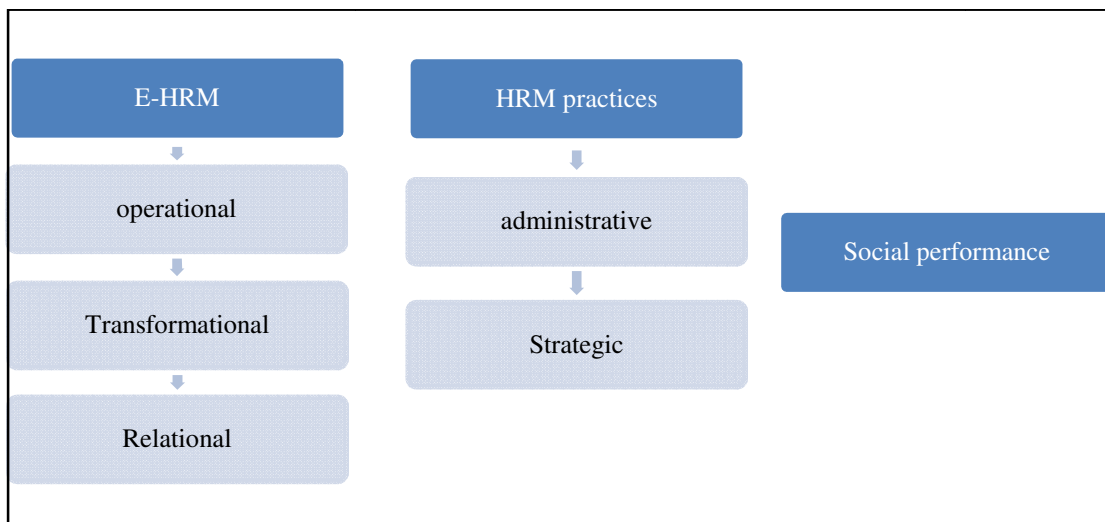 E-HRM
operational
Transformational
Relational
HRM practices
administrative
Strategic
Social performance